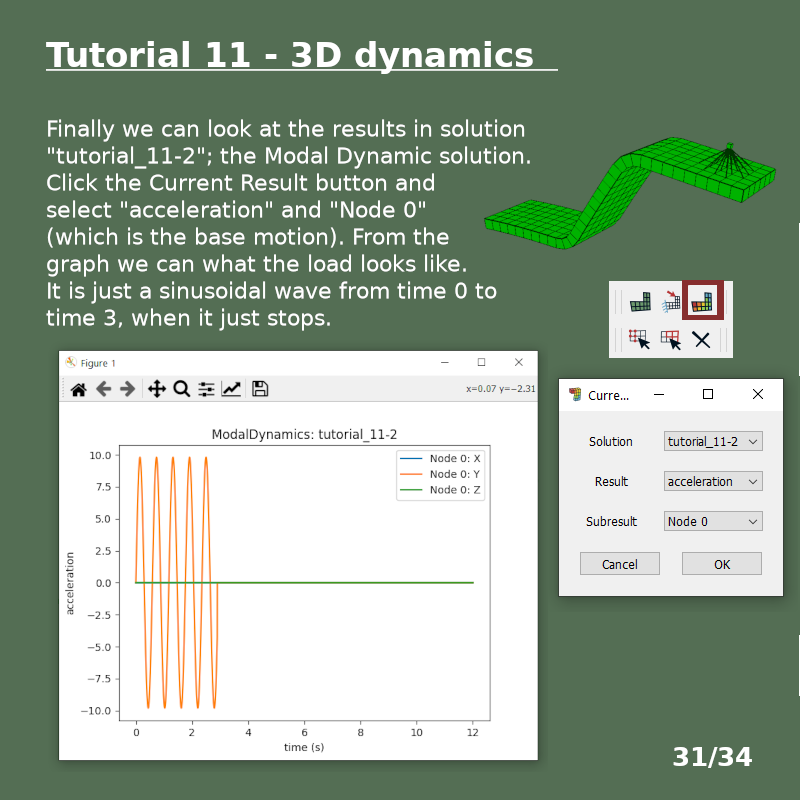 Tutorial 11 - 3D dynamics
Finally we can look at the results in solution
"tutorial_11-2"; the Modal Dynamic solution.
Click the Current Result button and
select "acceleration" and "Node 0"
(which is the base motion). From the
graph we can what the load looks like.
It is just a sinusoidal wave from time 0 to
time 3, when it just stops.
Figure 1
x=0.07 y=−2.31
ModalDynamics: tutorial_11-2
Node 0: X
Node 0: Y
Node 0: Z
10.0
7.5
5.0
2.5
0.0
−2.5
−5.0
−7.5
−10.0
acceleration
0 2 4 6 8 10 12
time (s)
Curre...
Solution tutorial_11-2
Result acceleration
Subresult Node 0
Cancel OK
31/34